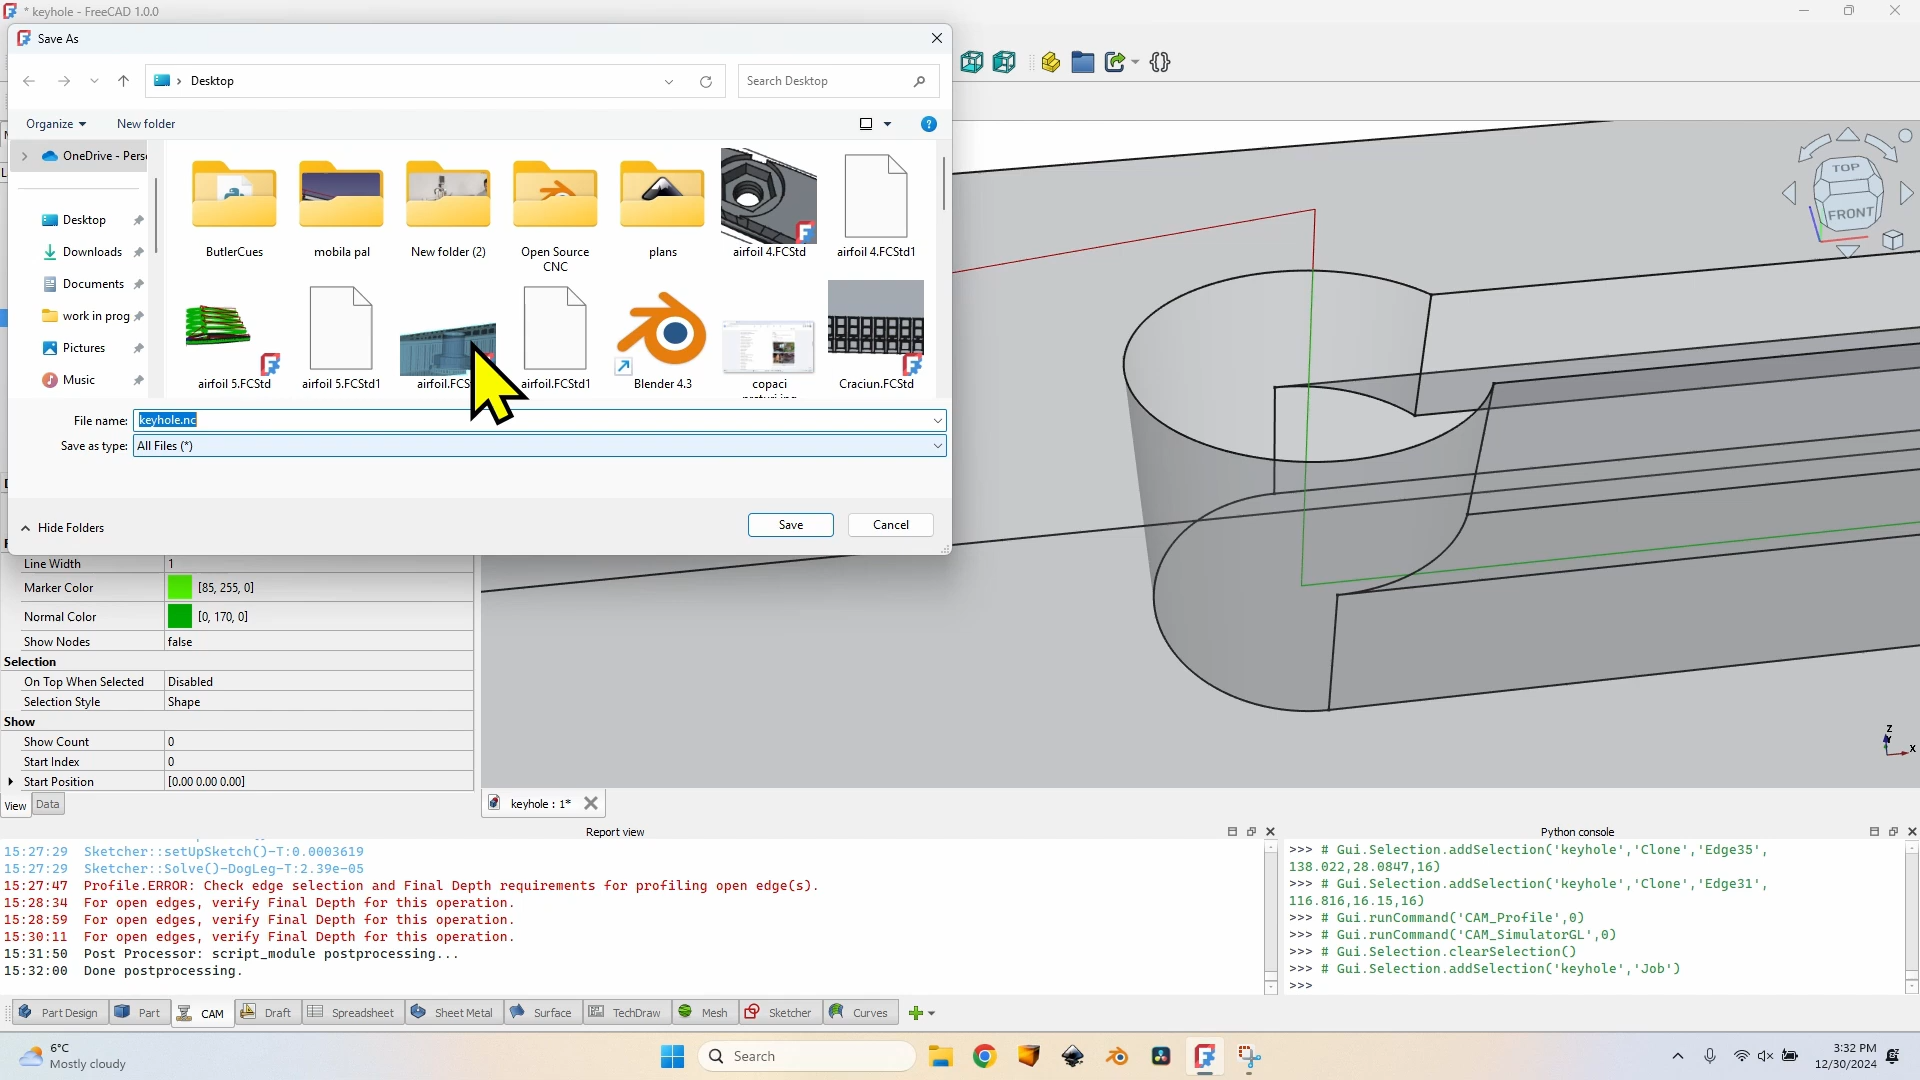 * keyhole - FreeCAD 1.0.0
Save As
Desktop
Search Desktop
Organize
New folder
OneDrive - Pers
Desktop
Downloads
Documents
work in prog
Pictures
Music
ButlerCues
mobila pal
New folder (2)
Open Source
CNC
plans
airfoil 4.FCStd
airfoil 4.FCStd1
airfoil 5.FCStd
airfoil 5.FCStd1
airfoil.FCS
airfoil.FCStd1
Blender 4.3
copaci
Craciun.FCStd
File name: keyhole.nc
Save as type: All Files (*)
Hide Folders
Save
Cancel
TOP
FRONT
Line Width 1
Marker Color [85, 255, 0]
Normal Color [0, 170, 0]
Show Nodes false
Selection
On Top When Selected Disabled
Selection Style Shape
Show
Show Count 0
Start Index 0
Start Position [0.00 0.00 0.00]
View Data
keyhole : 1*
Z
Y
X
Report view
15:27:29 Sketcher::setUpSketch()-T:0.0003619
15:27:29 Sketcher::Solve()-DogLeg-T:2.39e-05
15:27:47 Profile.ERROR: Check edge selection and Final Depth requirements for profiling open edge(s).
15:28:34 For open edges, verify Final Depth for this operation.
15:28:59 For open edges, verify Final Depth for this operation.
15:30:11 For open edges, verify Final Depth for this operation.
15:31:50 Post Processor: script_module postprocessing...
15:32:00 Done postprocessing.
Python console
>>> # Gui.Selection.addSelection('keyhole','Clone','Edge35',
138.022,28.0847,16)
>>> # Gui.Selection.addSelection('keyhole','Clone','Edge31',
116.816,16.15,16)
>>> # Gui.runCommand('CAM_Profile',0)
>>> # Gui.runCommand('CAM_SimulatorGL',0)
>>> # Gui.Selection.clearSelection()
>>> # Gui.Selection.addSelection('keyhole','Job')
>>>
Part Design Part CAM Draft Spreadsheet Sheet Metal Surface TechDraw Mesh Sketcher Curves
6°C
Mostly cloudy
Search
3:32 PM
12/30/2024